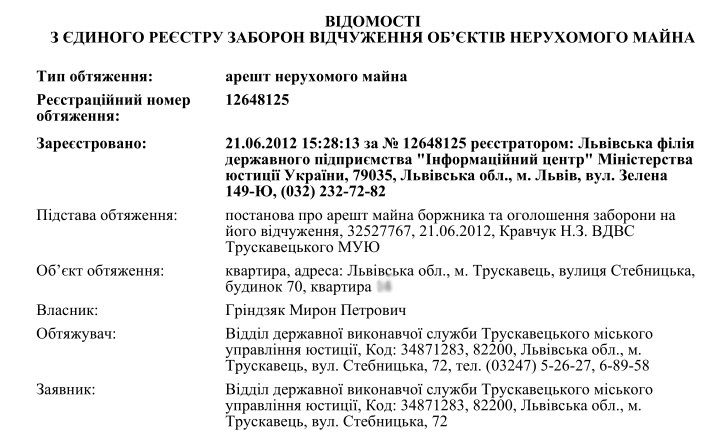 ВІДОМОСТІ
З ЄДИНОГО РЕЄСТРУ ЗАБОРОН ВІДЧУЖЕННЯ ОБ’ЄКТІВ НЕРУХОМОГО МАЙНА
Тип обтяження: арешт нерухомого майна
Реєстраційний номер обтяження: 12648125
Зареєстровано: 21.06.2012 15:28:13 за № 12648125 реєстратором: Львівська філія
державного підприємства "Інформаційний центр" Міністерства
юстиції України, 79035, Львівська обл., м. Львів, вул. Зелена
149-Ю, (032) 232-72-82
Підстава обтяження: постанова про арешт майна боржника та оголошення заборони на
його відчуження, 32527767, 21.06.2012, Кравчук Н.З. ВДВС
Трускавецького МУЮ
Об’єкт обтяження: квартира, адреса: Львівська обл., м. Трускавець, вулиця Стебницька,
будинок 70, квартира
Власник: Гріндзяк Мирон Петрович
Обтяжувач: Відділ державної виконавчої служби Трускавецького міського
управління юстиції, Код: 34871283, 82200, Львівська обл., м.
Трускавець, вул. Стебницька, 72, тел. (03247) 5-26-27, 6-89-58
Заявник: Відділ державної виконавчої служби Трускавецького міського
управління юстиції, Код: 34871283, 82200, Львівська обл., м.
Трускавець, вул. Стебницька, 72